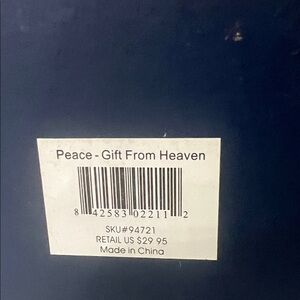 Peace - Gift From Heaven
8 42583 02211 2
SKU#94721
RETAIL US $29.95
Made in China